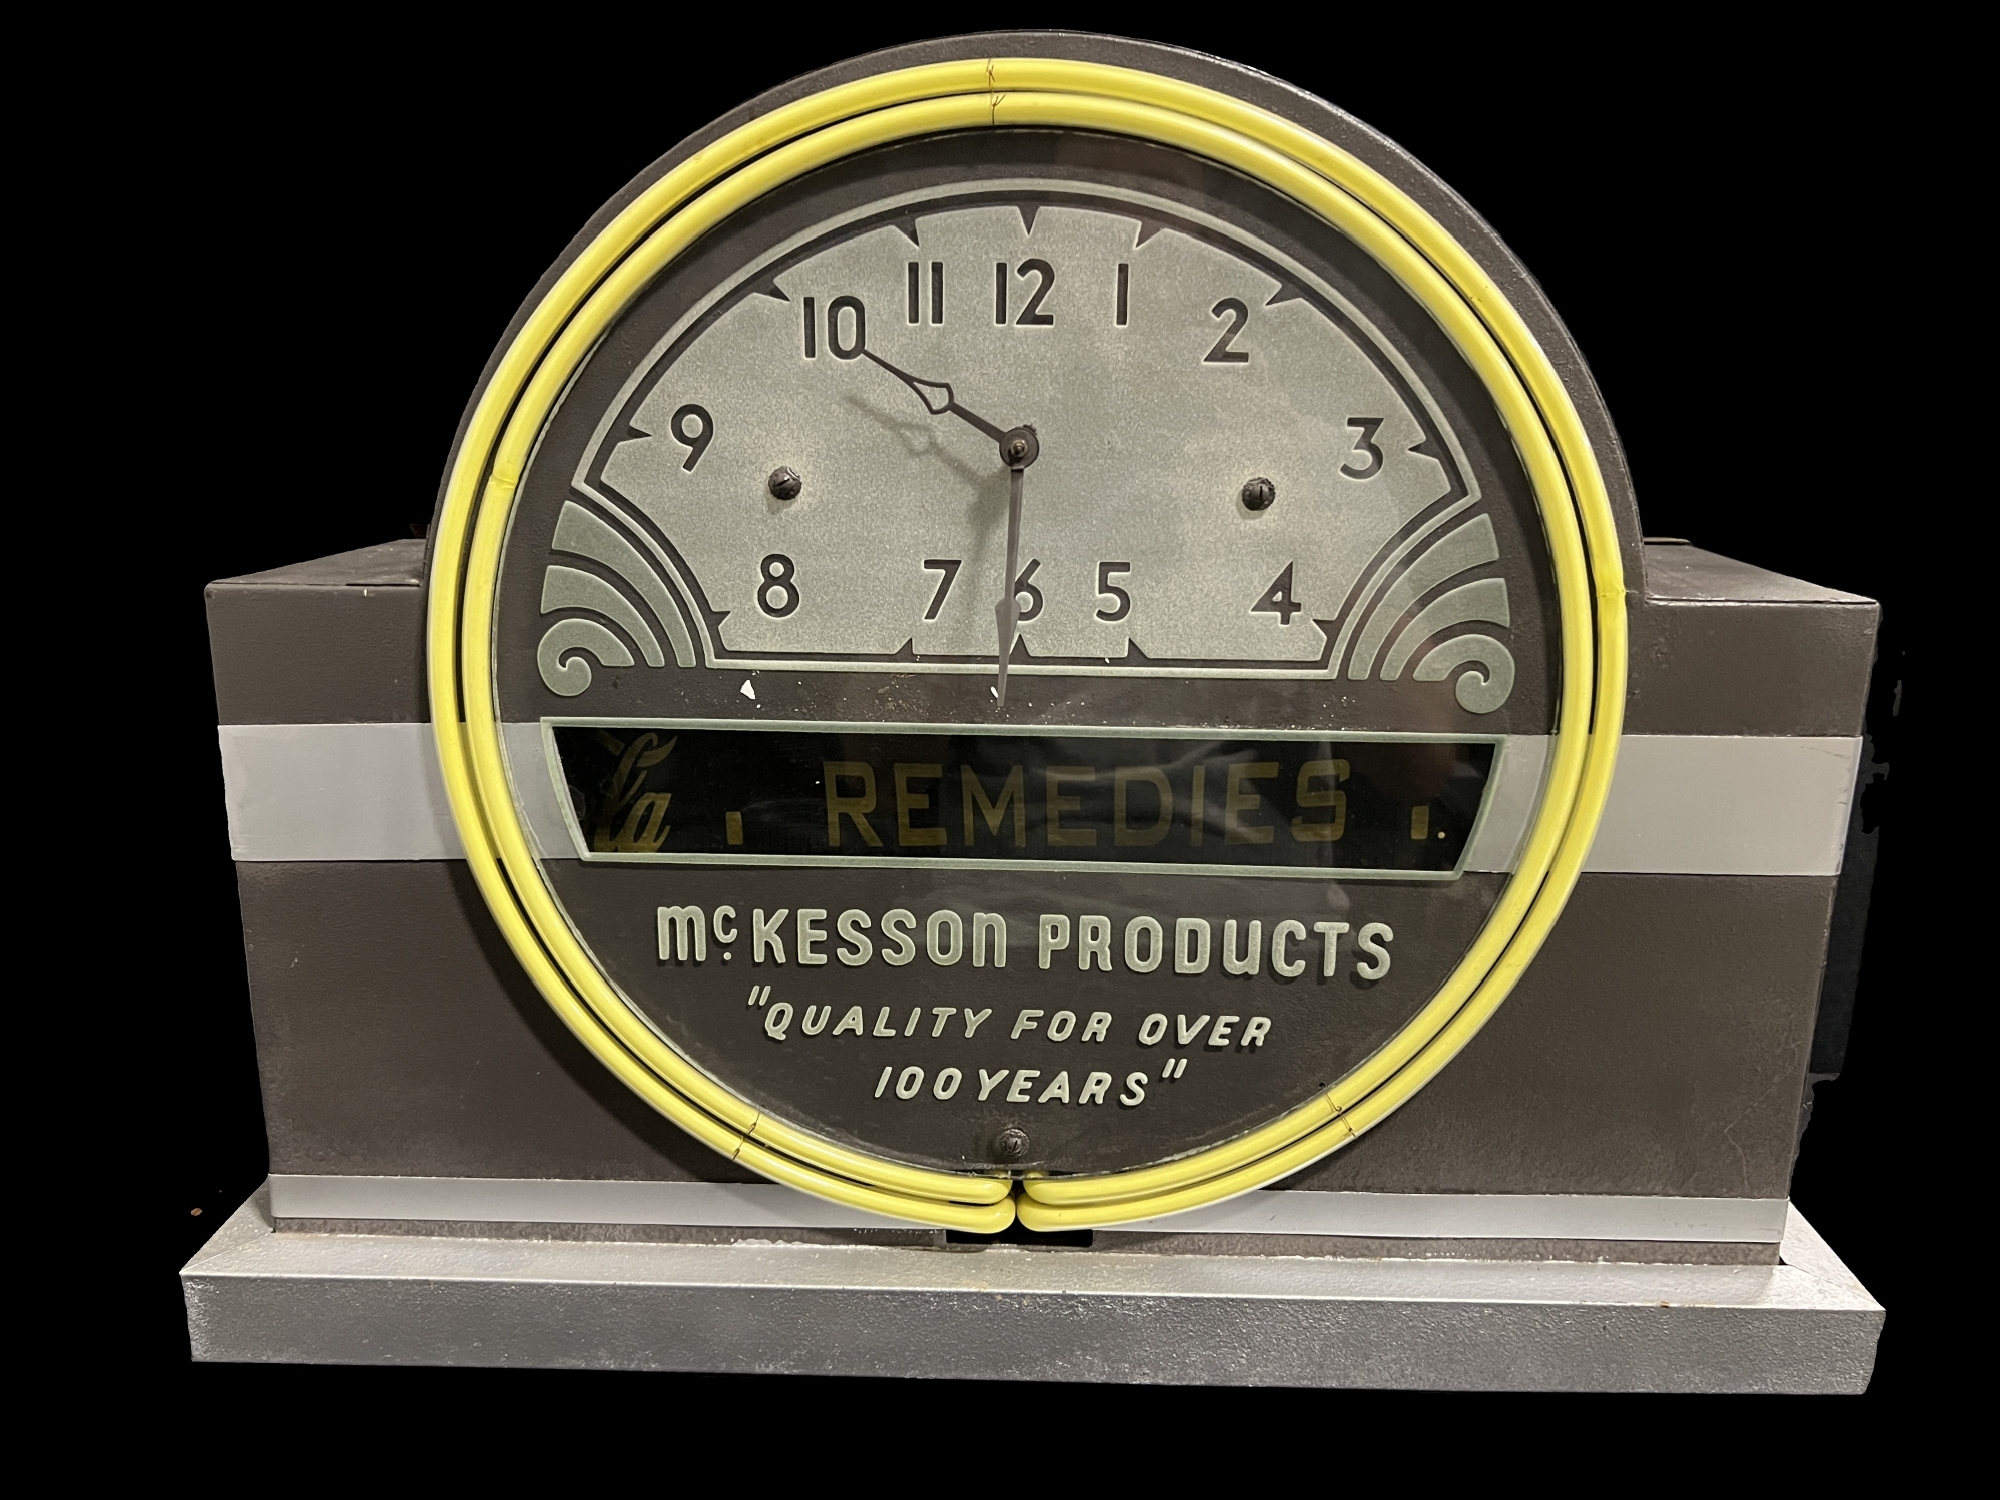 11 12 1
10 2
9 3
8 7 6 5 4
REMEDIES
McKESSON PRODUCTS
"QUALITY FOR OVER
100 YEARS"